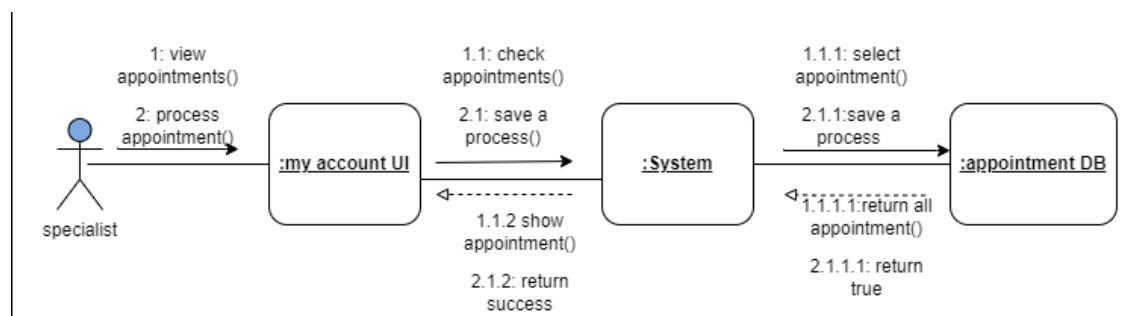 1: view
appointments()
2: process
appointment()
specialist
:my account UI
1.1: check
appointments()
2.1: save a
process()
1.1.2 show
appointment()
2.1.2: return
success
:System
1.1.1: select
appointment()
2.1.1:save a
process
1.1.1.1:return all
appointment()
2.1.1.1: return
true
:appointment DB